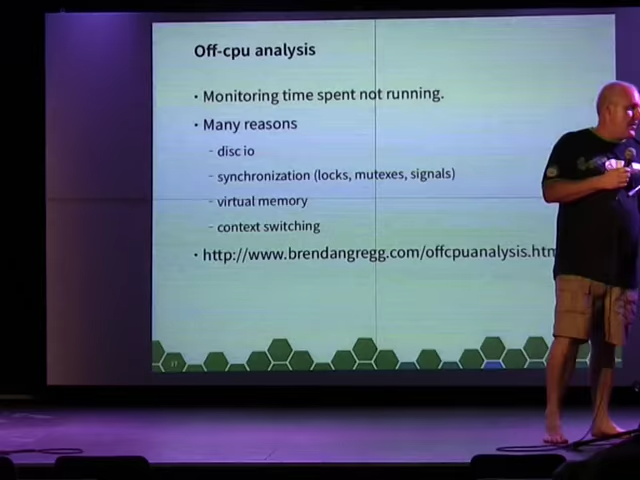 Off-cpu analysis
· Monitoring time spent not running.
· Many reasons
- disc io
- synchronization (locks, mutexes, signals)
- virtual memory
- context switching
· http://www.brendangregg.com/offcpuanalysis.htm
17